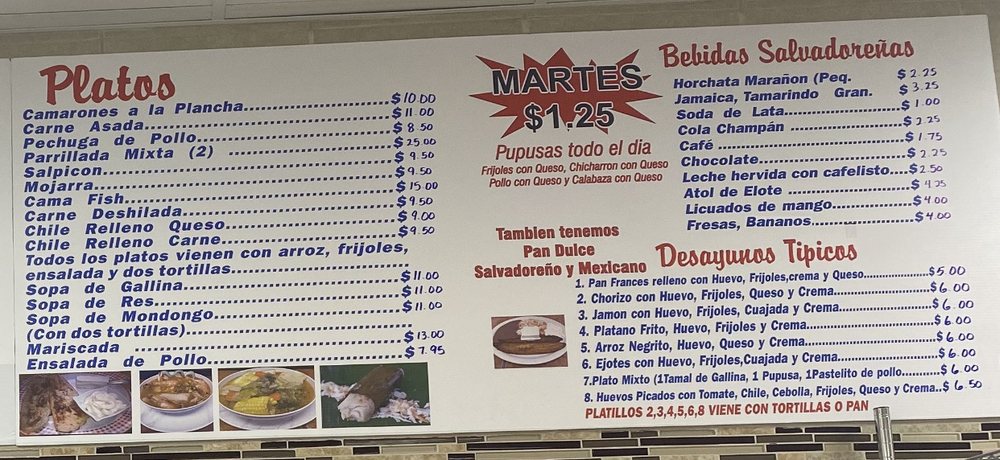 Platos
Camarones a la Plancha........ $10.00
Carne Asada........ $11.00
Pechuga de Pollo........ $8.50
Parrillada Mixta (2) ........ $25.00
Salpicon........ $9.50
Mojarra........ $9.50
Cama Fish........ $15.00
Carne Deshilada........ $9.50
Chile Relleno Queso........ $9.00
Chile Relleno Carne........ $9.50
Todos los platos vienen con arroz, frijoles,
ensalada y dos tortillas........
Sopa de Gallina........ $11.00
Sopa de Res........ $11.00
Sopa de Mondongo........ $11.00
(Con dos tortillas)........
Mariscada ........ $13.00
Ensalada de Pollo........ $7.95
MARTES
$1.25
Pupusas todo el dia
Frijoles con Queso, Chicharron con Queso
Pollo con Queso y Calabaza con Queso
Tambien tenemos
Pan Dulce
Salvadoreño y Mexicano
Bebidas Salvadoreñas
Horchata Marañon (Peq. $2.25
Jamaica, Tamarindo Gran. $3.25
Soda de Lata........ $1.00
Cola Champán ........ $2.25
Café ........ $1.75
Chocolate........ $2.25
Leche hervida con cafelisto.... $2.50
Atol de Elote ........ $4.25
Licuados de mango........ $4.00
Fresas, Bananos........ $4.00
Desayunos Tipicos
1. Pan Frances relleno con Huevo, Frijoles,crema y Queso........ $5.00
2. Chorizo con Huevo, Frijoles, Queso y Crema........ $6.00
3. Jamon con Huevo, Frijoles, Cuajada y Crema........ $6.00
4. Platano Frito, Huevo, Frijoles y Crema........ $6.00
5. Arroz Negrito, Huevo, Queso y Crema........ $6.00
6. Ejotes con Huevo, Frijoles,Cuajada y Crema........ $6.00
7.Plato Mixto (1Tamal de Gallina, 1 Pupusa, 1Pastelito de pollo........ $6.00
8. Huevos Picados con Tomate, Chile, Cebolla, Frijoles, Queso y Crema.. $6.50
PLATILLOS 2,3,4,5,6,8 VIENE CON TORTILLAS O PAN